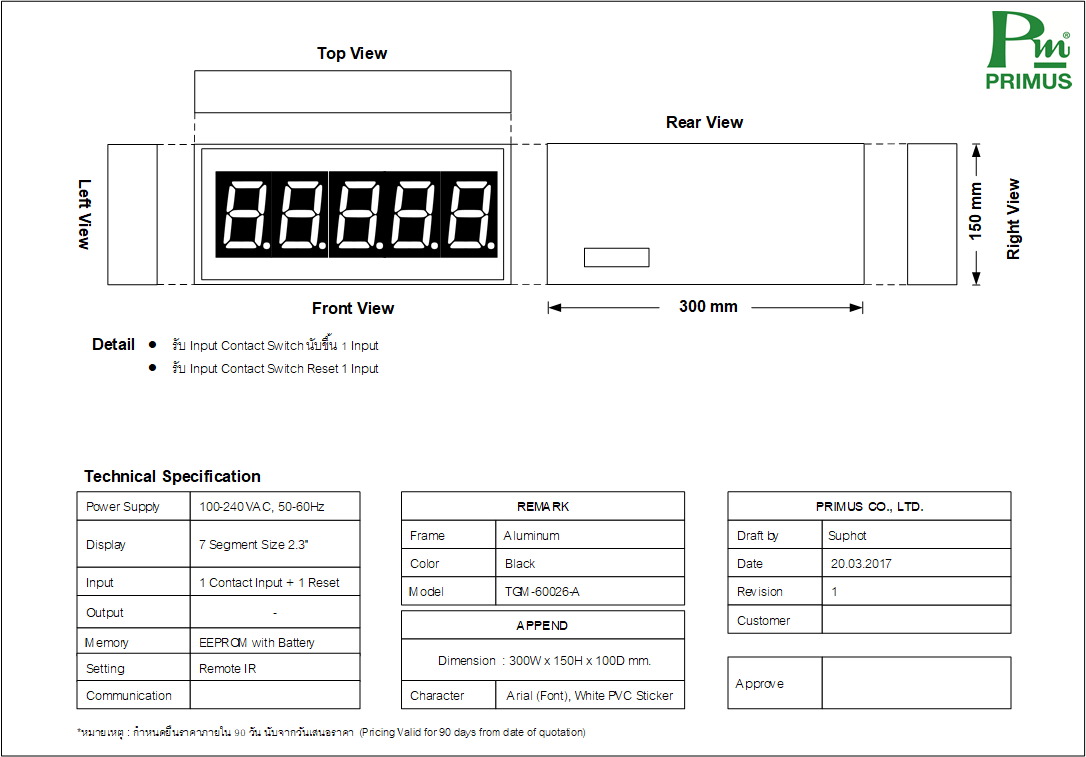 Pm®
PRIMUS
Top View
Rear View
Left View
8.8.8.8.8.
150 mm
Right View
Front View
300 mm
Detail
● รับ Input Contact Switch นับขึ้น 1 Input
● รับ Input Contact Switch Reset 1 Input
Technical Specification
Power Supply 100-240 VAC, 50-60Hz
Display 7 Segment Size 2.3"
Input 1 Contact Input + 1 Reset
Output -
Memory EEPROM with Battery
Setting Remote IR
Communication
REMARK
Frame Aluminum
Color Black
Model TGM-60026-A
APPEND
Dimension : 300W x 150H x 100D mm.
Character Arial (Font), White PVC Sticker
PRIMUS CO., LTD.
Draft by Suphot
Date 20.03.2017
Revision 1
Customer
Approve
*หมายเหตุ : กำหนดยืนราคาภายใน 90 วัน นับจากวันเสนอราคา (Pricing Valid for 90 days from date of quotation)